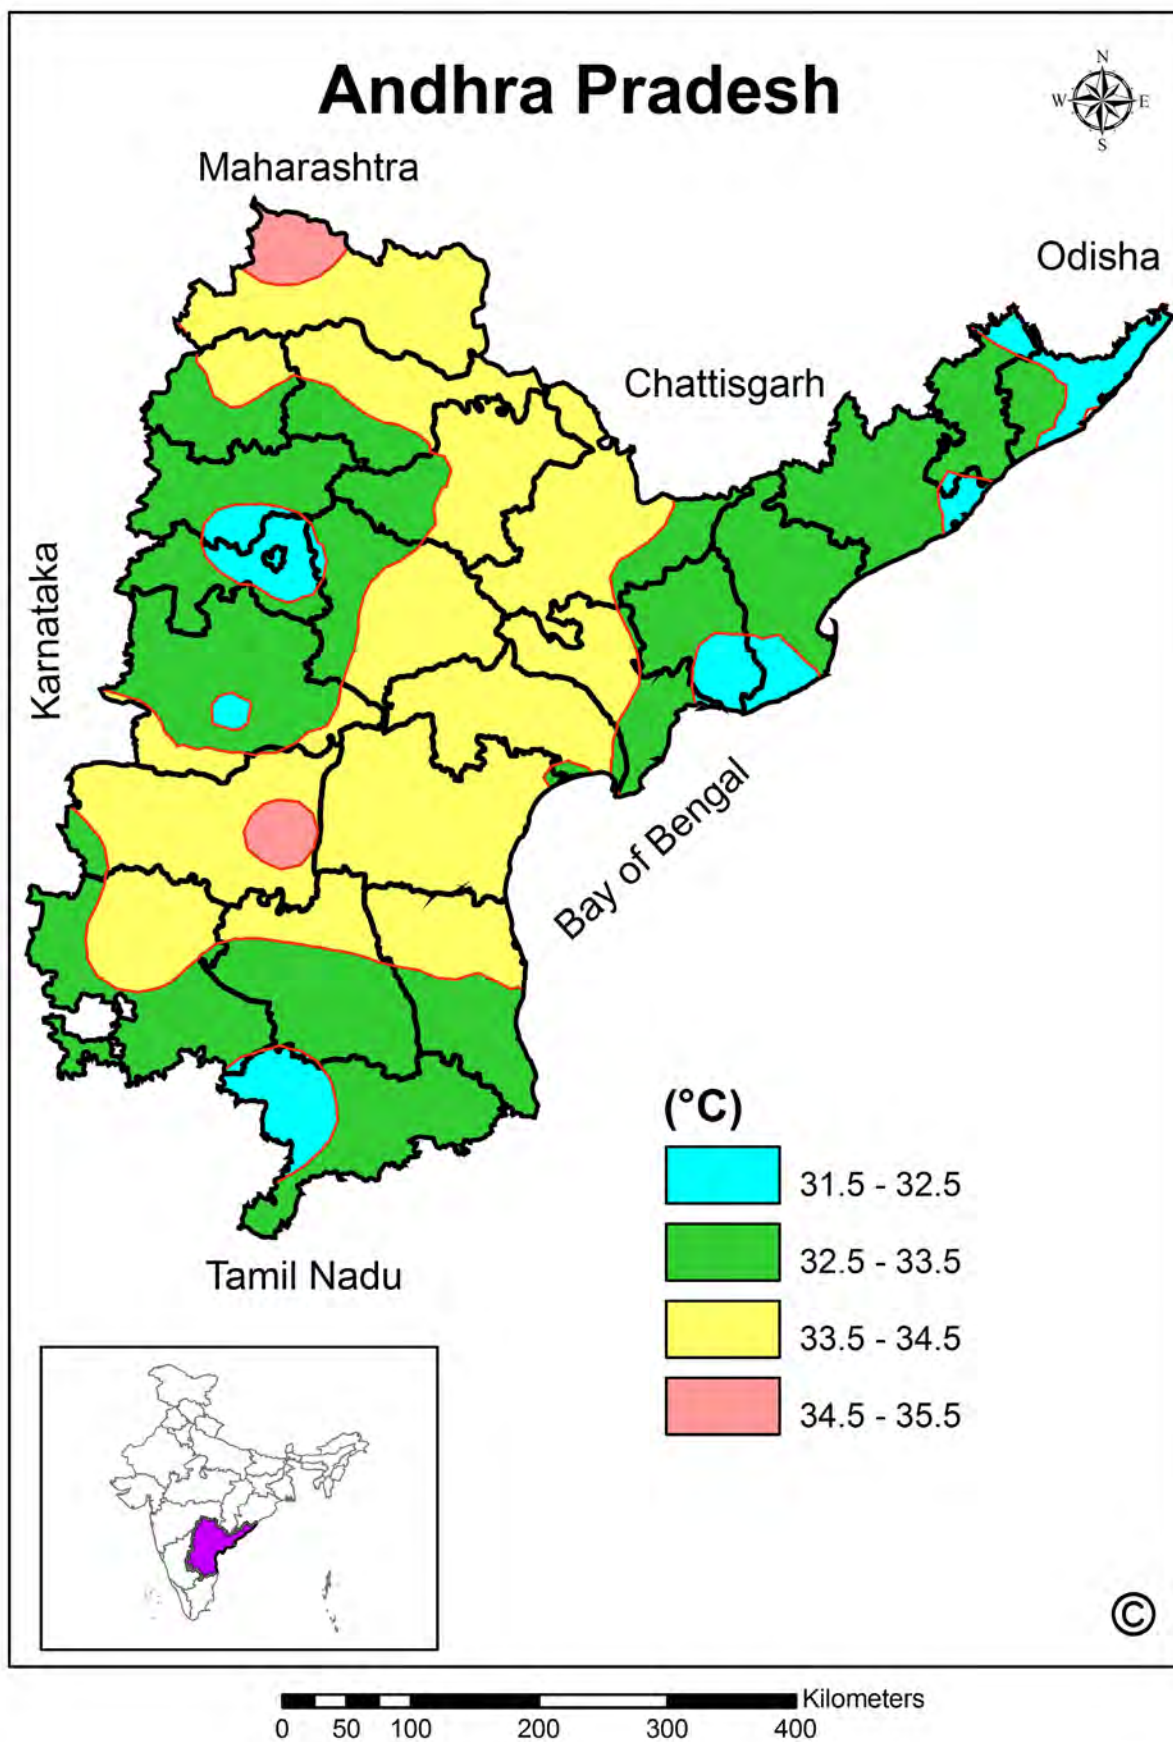 Andhra Pradesh
N
W E
S
Maharashtra
Odisha
Chattisgarh
Karnataka
Bay of Bengal
(°C)
31.5 - 32.5
32.5 - 33.5
33.5 - 34.5
34.5 - 35.5
Tamil Nadu
©
Kilometers
0 50 100 200 300 400